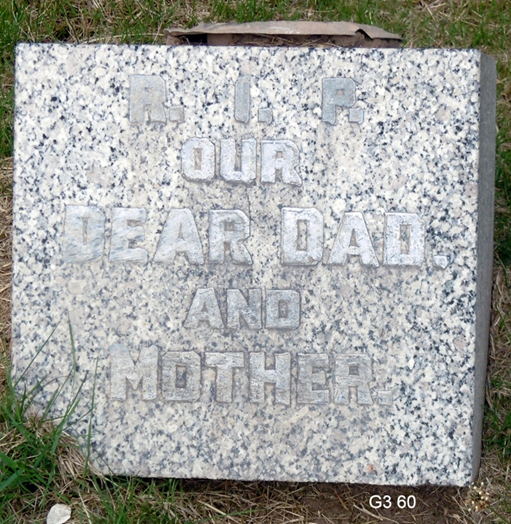 R. I. P.
OUR
DEAR DAD.
AND
MOTHER.
G3 60